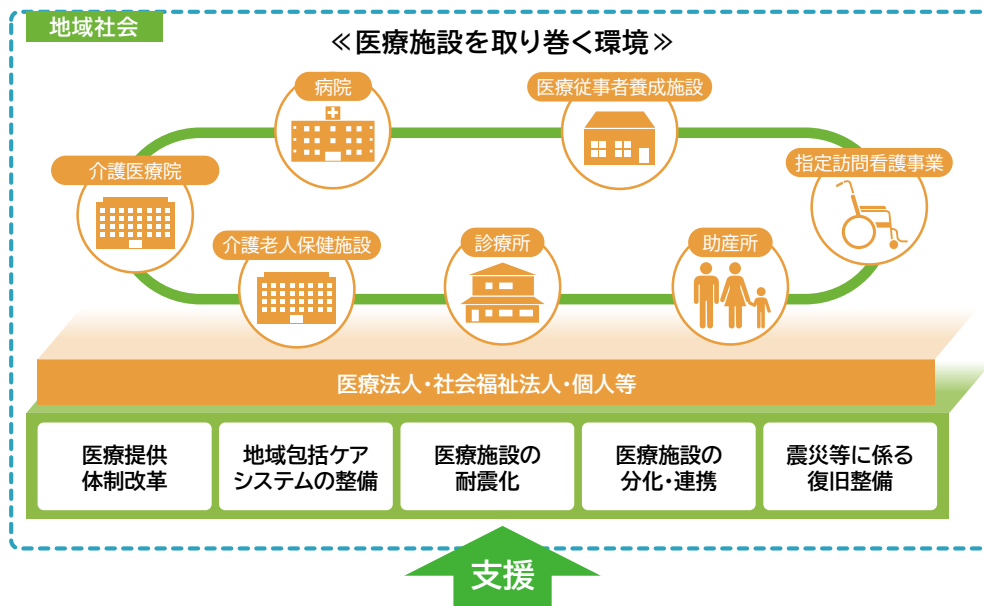 地域社会
≪医療施設を取り巻く環境≫
病院
医療従事者養成施設
介護医療院
指定訪問看護事業
介護老人保健施設
診療所
助産所
医療法人・社会福祉法人・個人等
医療提供
体制改革
地域包括ケア
システムの整備
医療施設の
耐震化
医療施設の
分化・連携
震災等に係る
復旧整備
支援